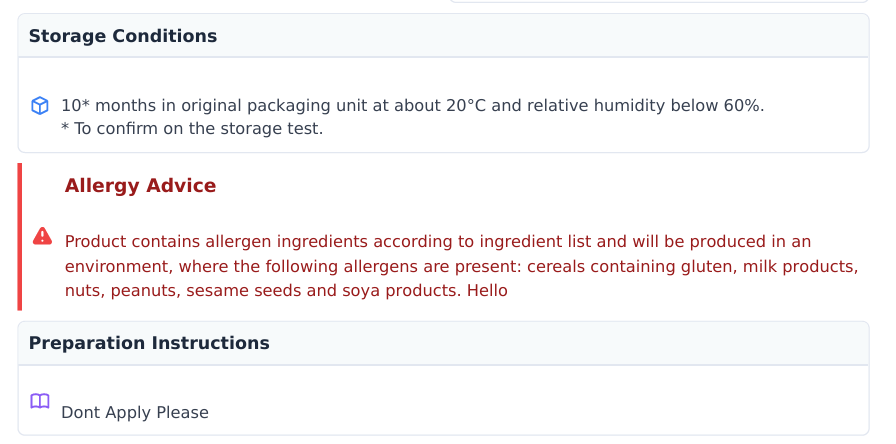 Storage Conditions
10* months in original packaging unit at about 20°C and relative humidity below 60%.
* To confirm on the storage test.
Allergy Advice
Product contains allergen ingredients according to ingredient list and will be produced in an
environment, where the following allergens are present: cereals containing gluten, milk products,
nuts, peanuts, sesame seeds and soya products. Hello
Preparation Instructions
Dont Apply Please